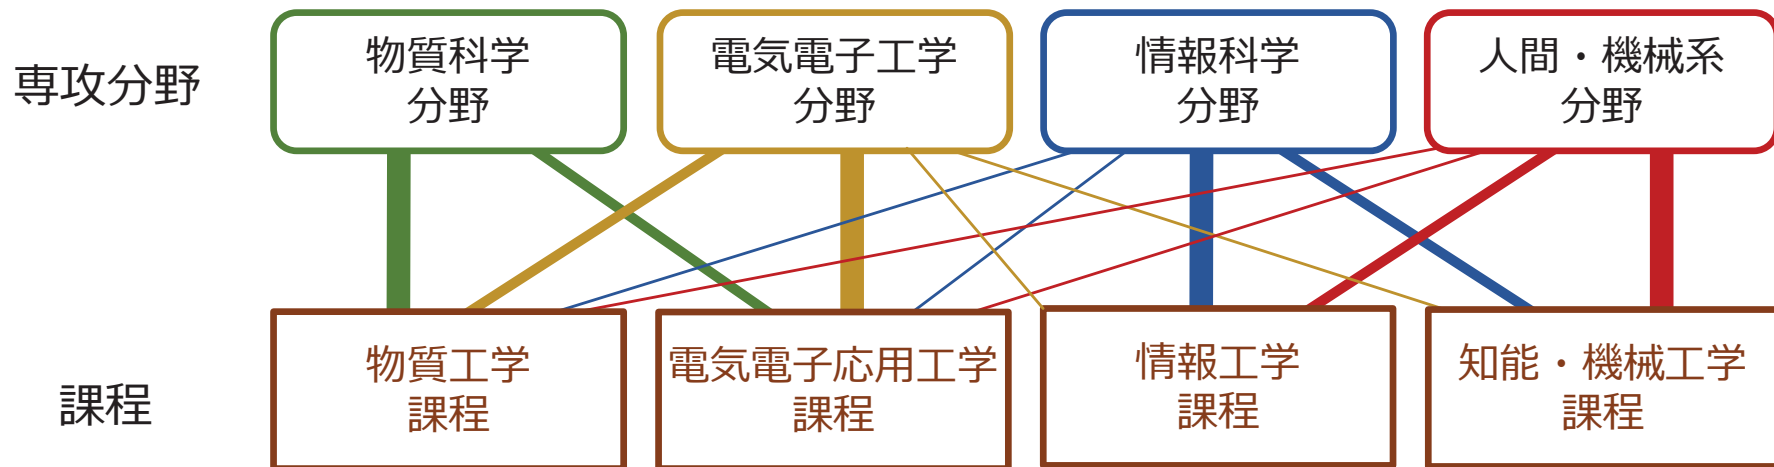 専攻分野
物質科学
分野
電気電子工学
分野
情報科学
分野
人間・機械系
分野
課程
物質工学
課程
電気電子応用工学
課程
情報工学
課程
知能・機械工学
課程